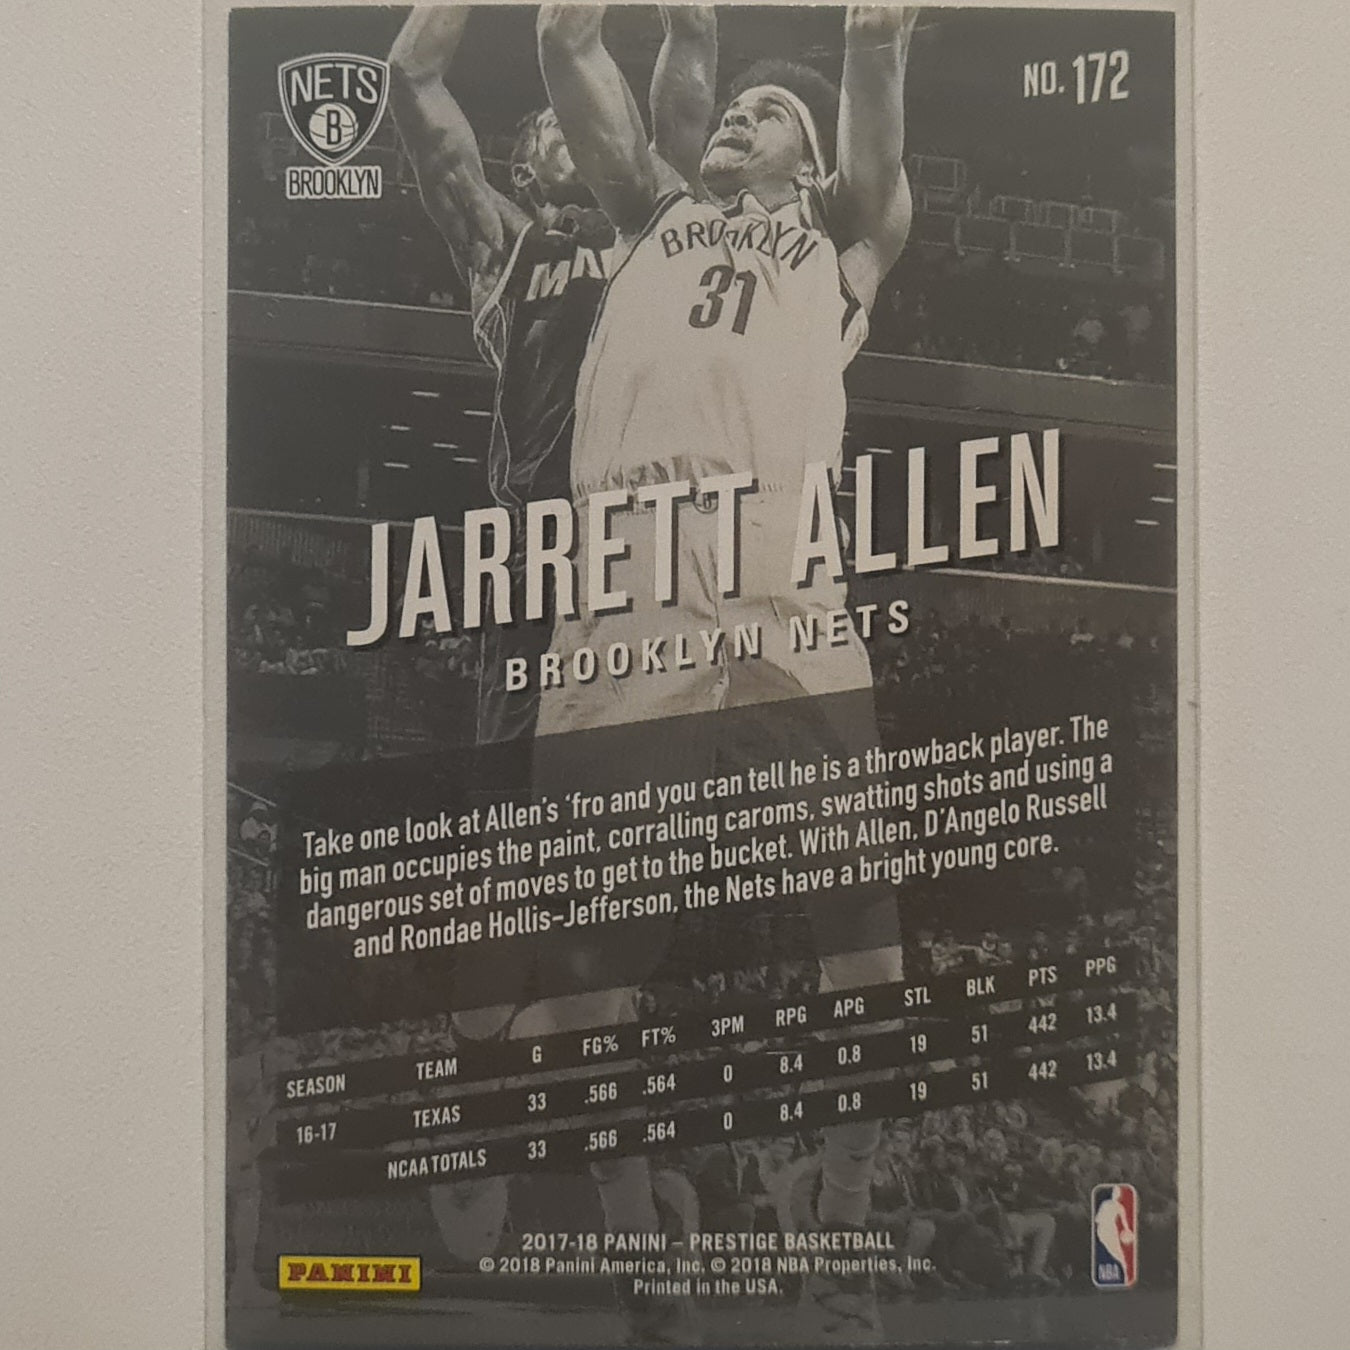 NETS
B
BROOKLYN
NO. 172
BROOKLYN
31
MIA
JARRETT ALLEN
BROOKLYN NETS
Take one look at Allen's 'fro and you can tell he is a throwback player. The
big man occupies the paint, corralling caroms, swatting shots and using a
dangerous set of moves to get to the bucket. With Allen, D'Angelo Russell
and Rondae Hollis-Jefferson, the Nets have a bright young core.
SEASON TEAM G FG% FT% 3PM RPG APG STL BLK PTS PPG
16-17 TEXAS 33 .566 .564 0 8.4 0.8 19 51 442 13.4
NCAA TOTALS 33 .566 .564 0 8.4 0.8 19 51 442 13.4
2017-18 PANINI – PRESTIGE BASKETBALL
© 2018 Panini America, Inc. © 2018 NBA Properties, Inc.
Printed in the USA.
PANINI
NBA